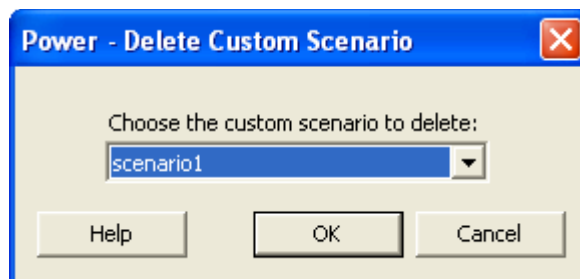 Power - Delete Custom Scenario
Choose the custom scenario to delete:
scenario1
Help OK Cancel